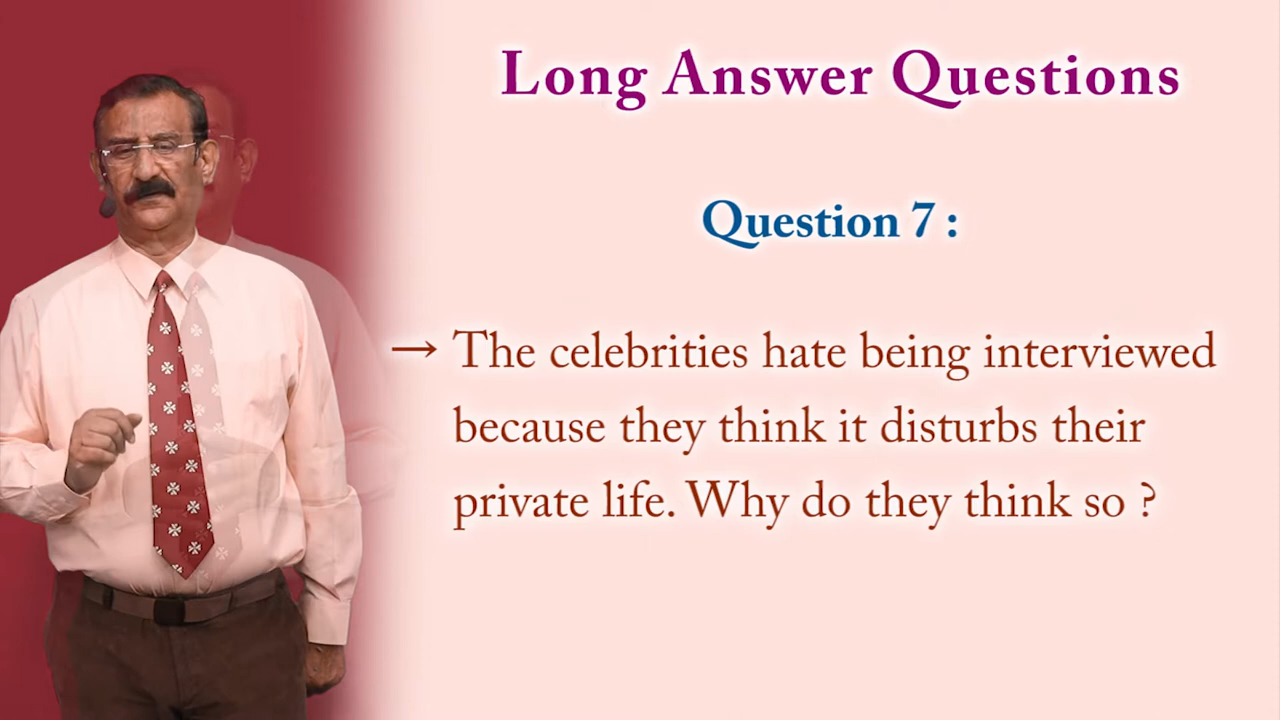 Long Answer Questions
Question 7 :
→ The celebrities hate being interviewed
because they think it disturbs their
private life. Why do they think so ?